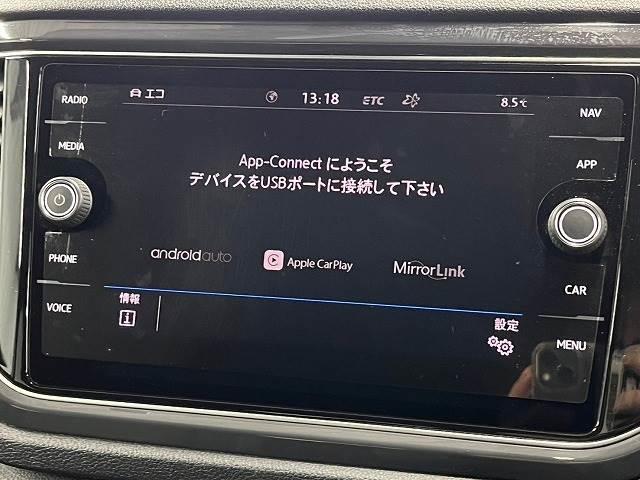 RADIO
MEDIA
PHONE
VOICE
エコ
13:18
ETC
8.5℃
App-Connect にようこそ
デバイスをUSBポートに接続して下さい
androidauto
Apple CarPlay
MirrorLink
情報
i
設定
NAV
APP
CAR
MENU